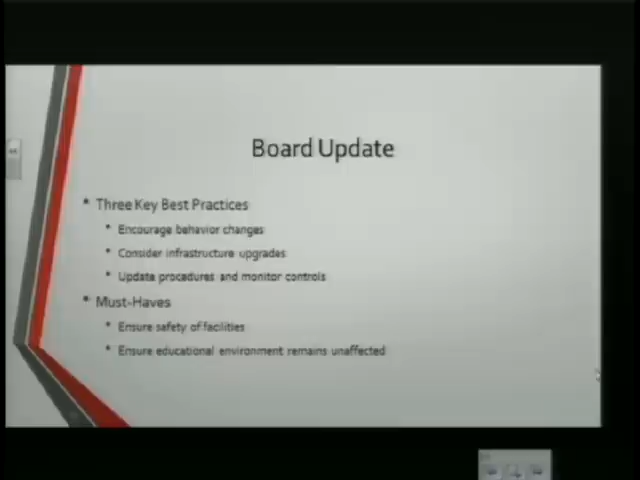 Board Update
* Three Key Best Practices
* Encourage behavior changes
* Consider infrastructure upgrades
* Update procedures and monitor controls
* Must-Haves
* Ensure safety of facilities
* Ensure educational environment remains unaffected